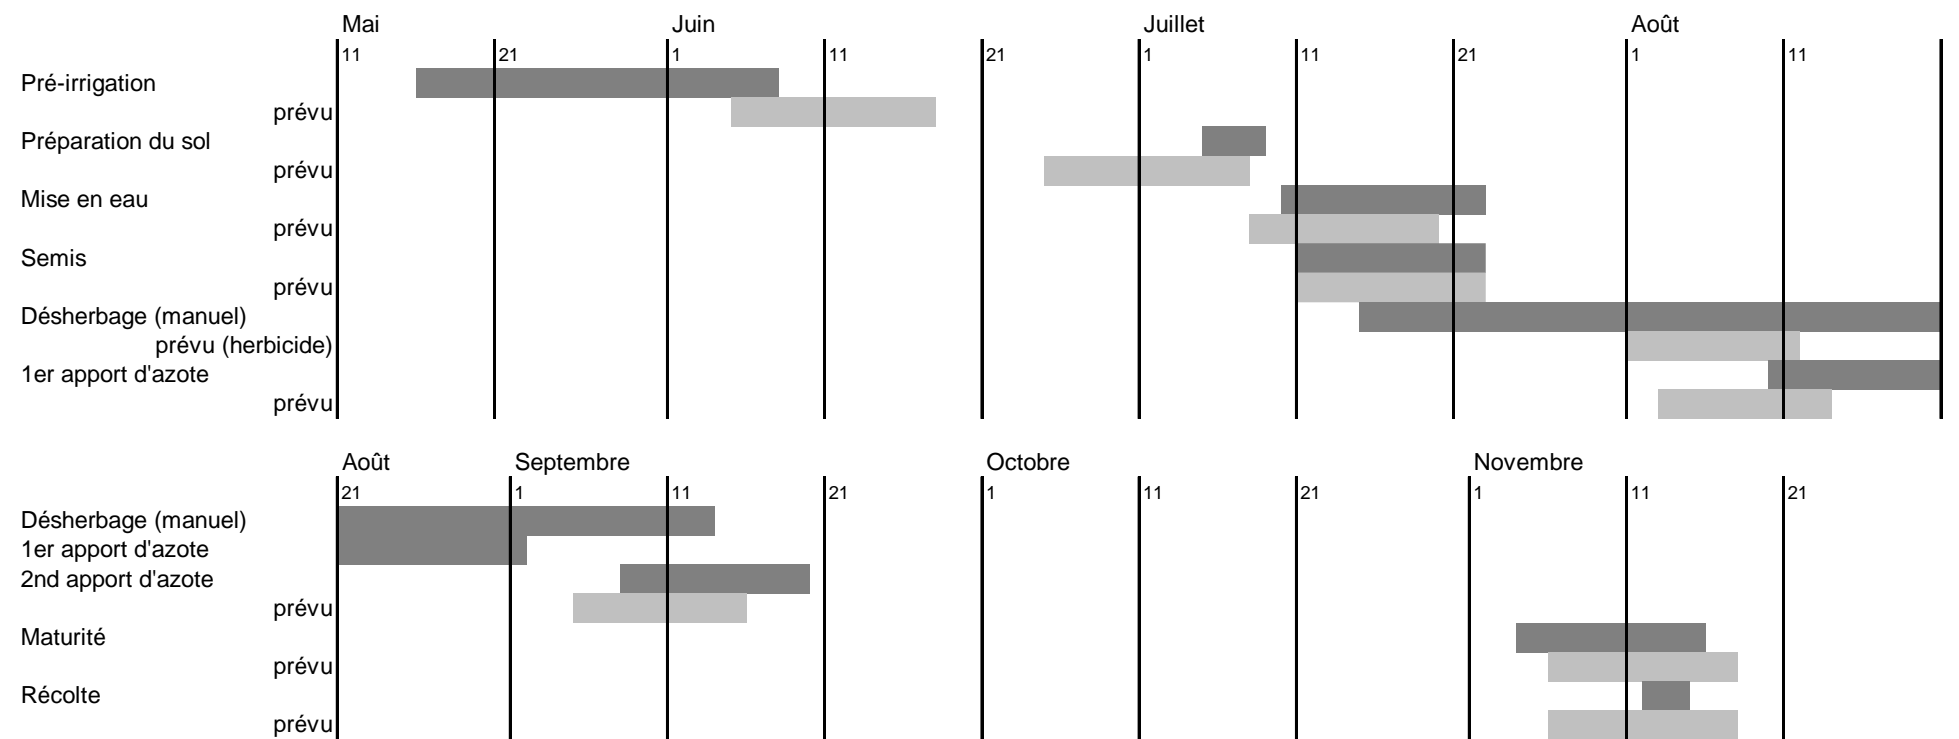 Mai Juin Juillet Août
11 21 1 11 21 1 11 21 1 11
Pré-irrigation
prévu
Préparation du sol
prévu
Mise en eau
prévu
Semis
prévu
Désherbage (manuel)
prévu (herbicide)
1er apport d'azote
prévu
Août Septembre Octobre Novembre
21 1 11 21 1 11 21 1 11 21
Désherbage (manuel)
1er apport d'azote
2nd apport d'azote
prévu
Maturité
prévu
Récolte
prévu